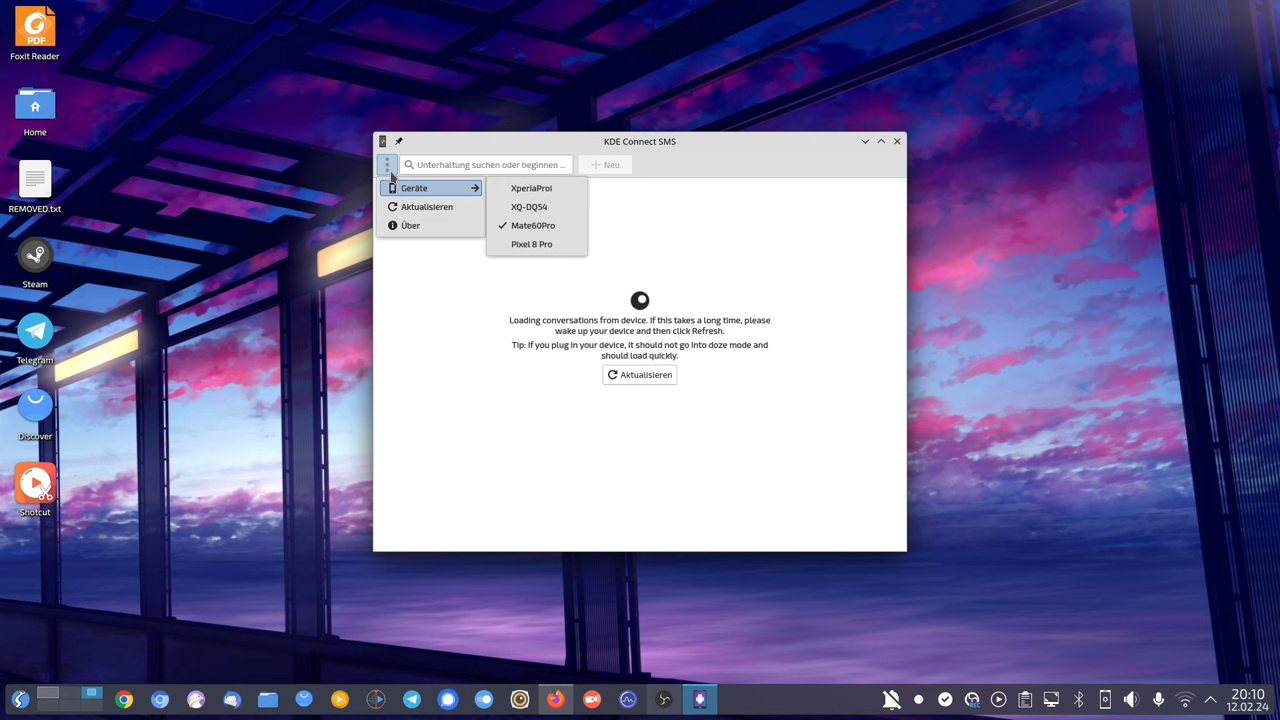 PDF
Foxit Reader
Home
REMOVED.txt
Steam
Telegram
Discover
Shotcut
KDE Connect SMS
Unterhaltung suchen oder beginnen ...
Neu
Geräte
Aktualisieren
Über
XperiaProi
XQ-DQ54
Mate60Pro
Pixel 8 Pro
Loading conversations from device. If this takes a long time, please
wake up your device and then click Refresh.
Tip: If you plug in your device, it should not go into doze mode and
should load quickly.
Aktualisieren
REC
20:10
12.02.24